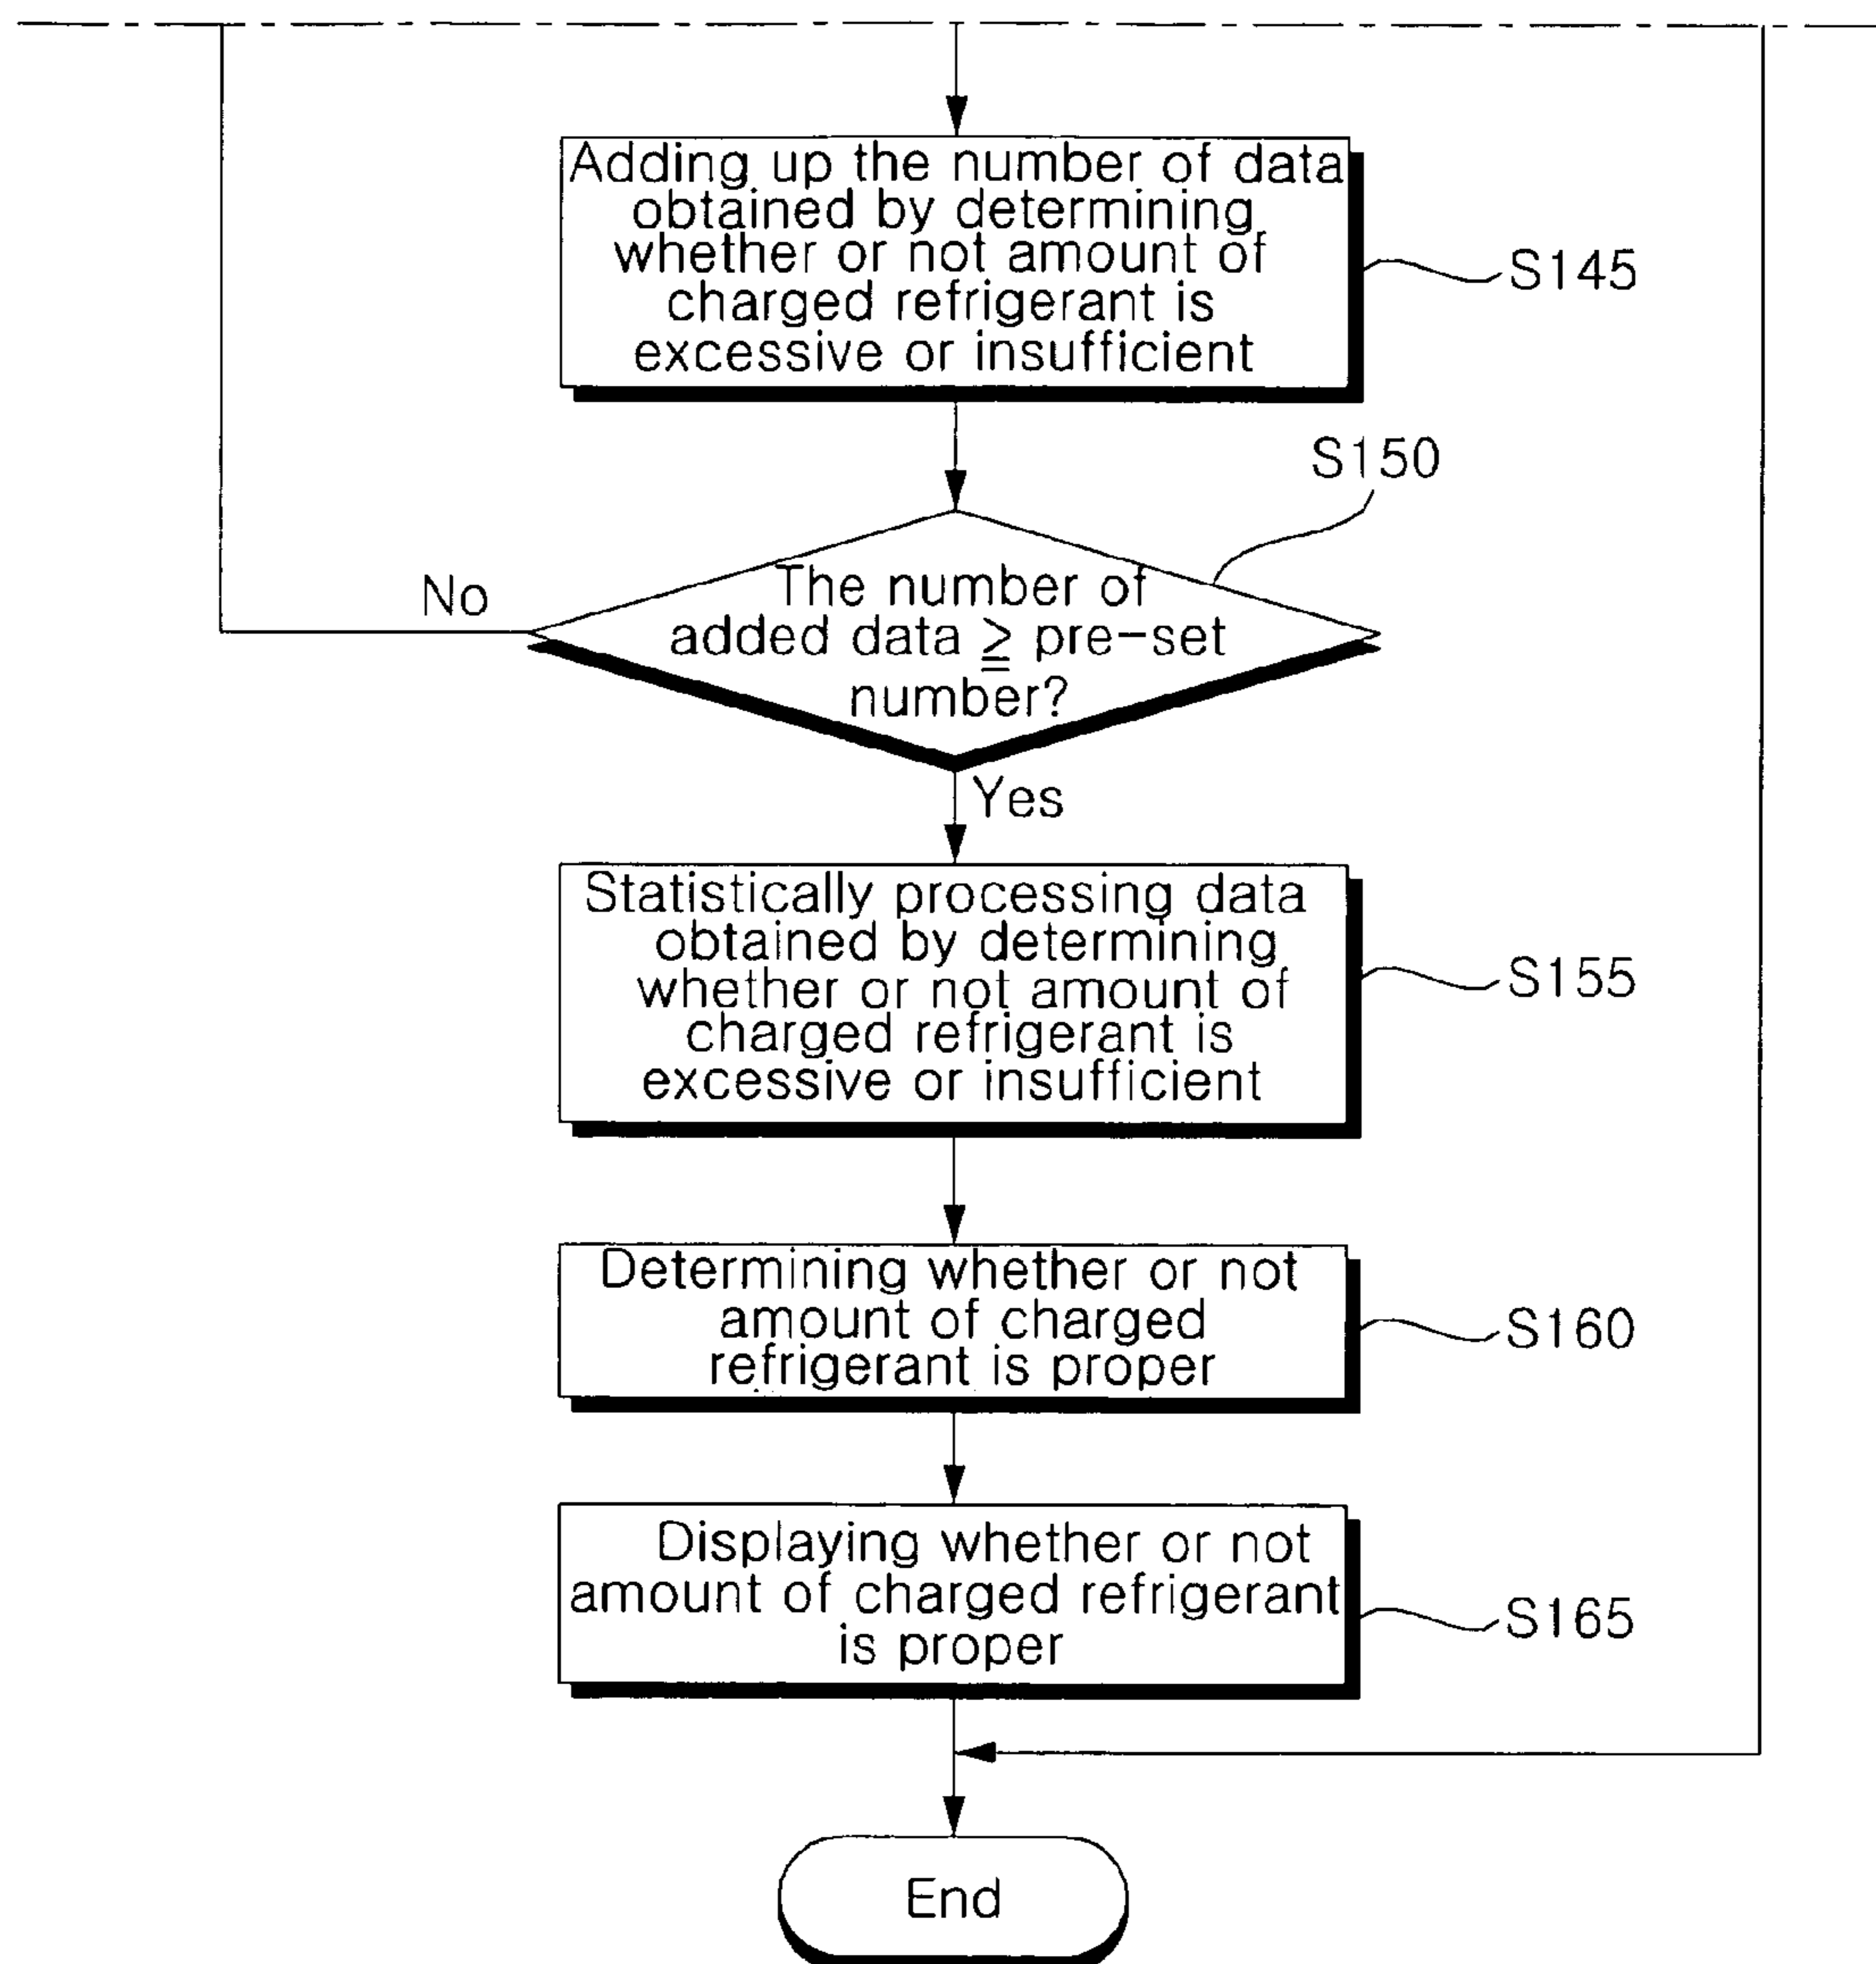 Adding up the number of data
obtained by determining
whether or not amount of
charged refrigerant is
excessive or insufficient
S145
S150
The number of
added data ≧ pre-set
number?
No
Yes
Statistically processing data
obtained by determining
whether or not amount of
charged refrigerant is
excessive or insufficient
S155
Determining whether or not
amount of charged
refrigerant is proper
S160
Displaying whether or not
amount of charged refrigerant
is proper
S165
End